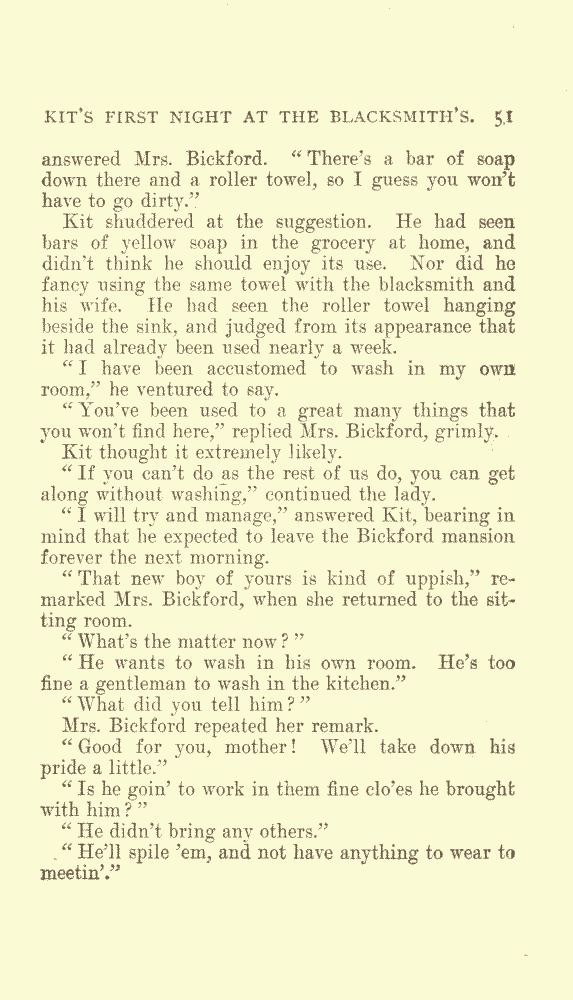 KIT'S FIRST NIGHT AT THE BLACKSMITH'S. 51
answered Mrs. Bickford. “There's a bar of soap
down there and a roller towel, so I guess you won't
have to go dirty.”
Kit shuddered at the suggestion. He had seen
bars of yellow soap in the grocery at home, and
didn't think he should enjoy its use. Nor did he
fancy using the same towel with the blacksmith and
his wife. He had seen the roller towel hanging
beside the sink, and judged from its appearance that
it had already been used nearly a week.
“I have been accustomed to wash in my own
room,” he ventured to say.
“You've been used to a great many things that
you won't find here,” replied Mrs. Bickford, grimly.
Kit thought it extremely likely.
“If you can't do as the rest of us do, you can get
along without washing,” continued the lady.
“I will try and manage,” answered Kit, bearing in
mind that he expected to leave the Bickford mansion
forever the next morning.
“That new boy of yours is kind of uppish,” re-
marked Mrs. Bickford, when she returned to the sit-
ting room.
“What's the matter now?”
“He wants to wash in his own room. He's too
fine a gentleman to wash in the kitchen.”
“What did you tell him?”
Mrs. Bickford repeated her remark.
“Good for you, mother! We'll take down his
pride a little.”
“Is he goin' to work in them fine clo'es he brought
with him?”
“He didn't bring any others.”
“He'll spile 'em, and not have anything to wear to
meetin'.”